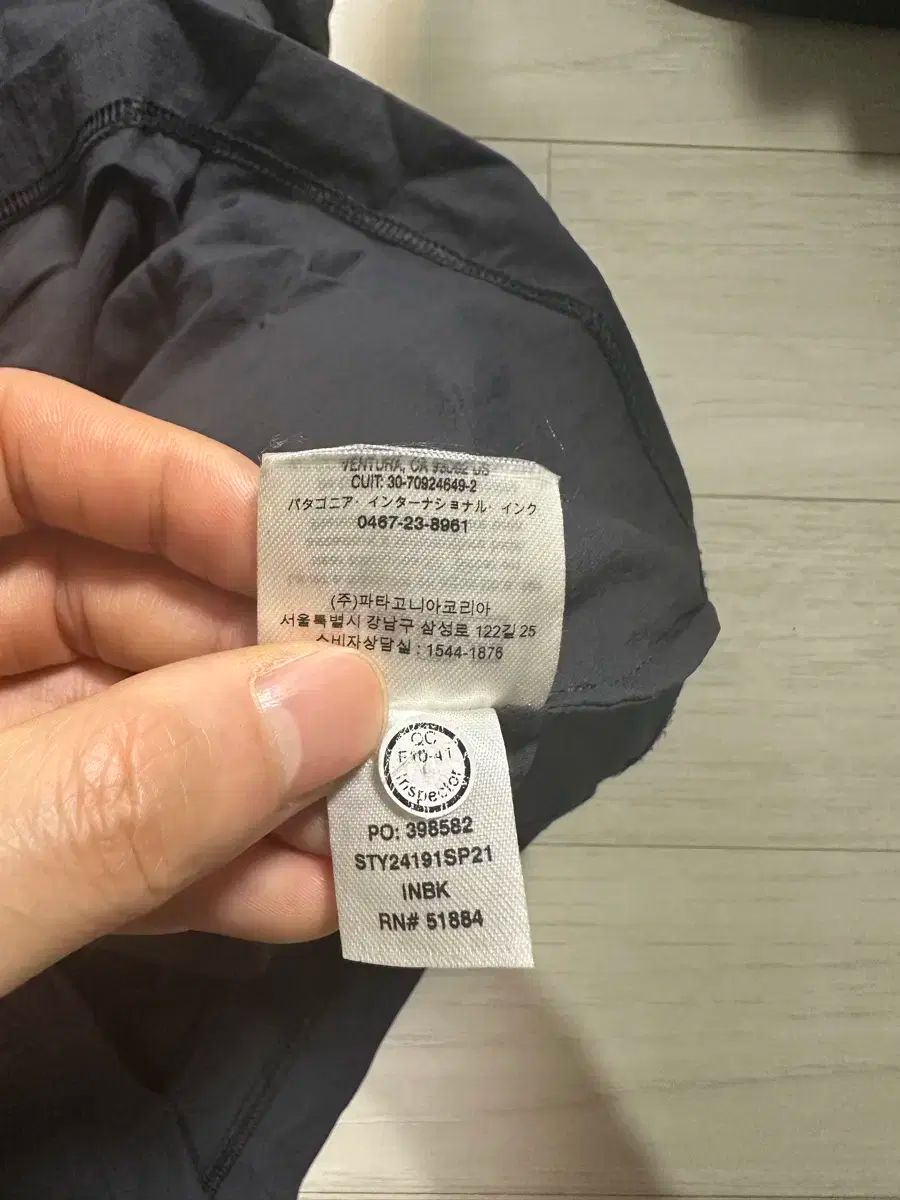 VENTURA, CA 93002 US
CUIT: 30-70924649-2
パタゴニア・インターナショナル・インク
0467-23-8961
(주)파타고니아코리아
서울특별시 강남구 삼성로 122길 25
소비자상담실 : 1544-1876
QC
Inspector
PO: 398582
STY24191SP21
INBK
RN# 51884